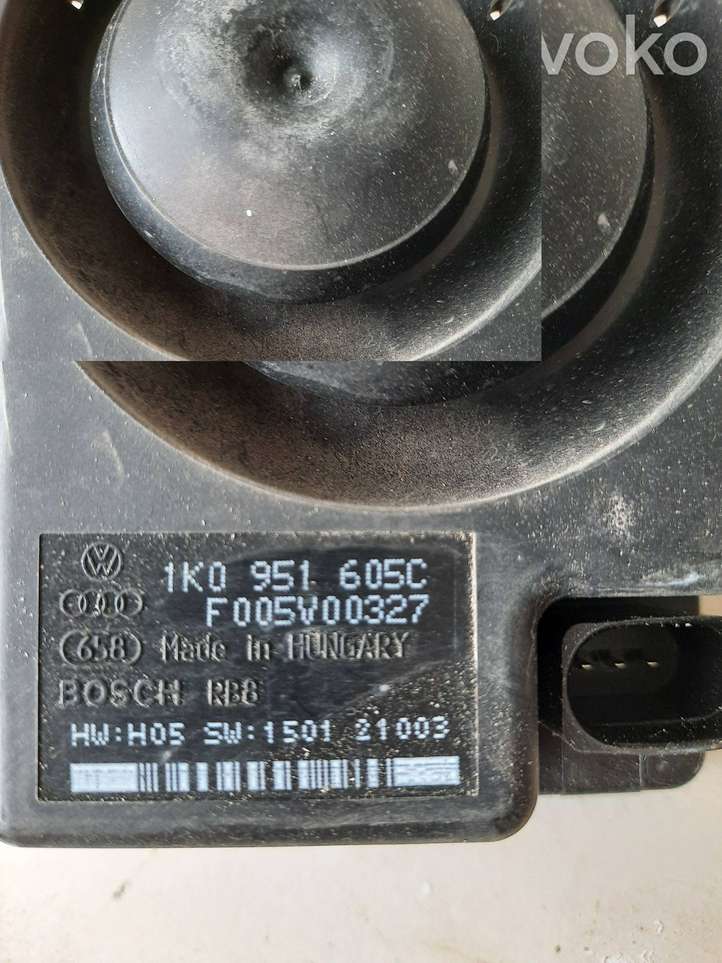 voko
1K0 951 605C
F005V00327
658 Made in HUNGARY
BOSCH RB8
HW:H05 SW:1501 21003